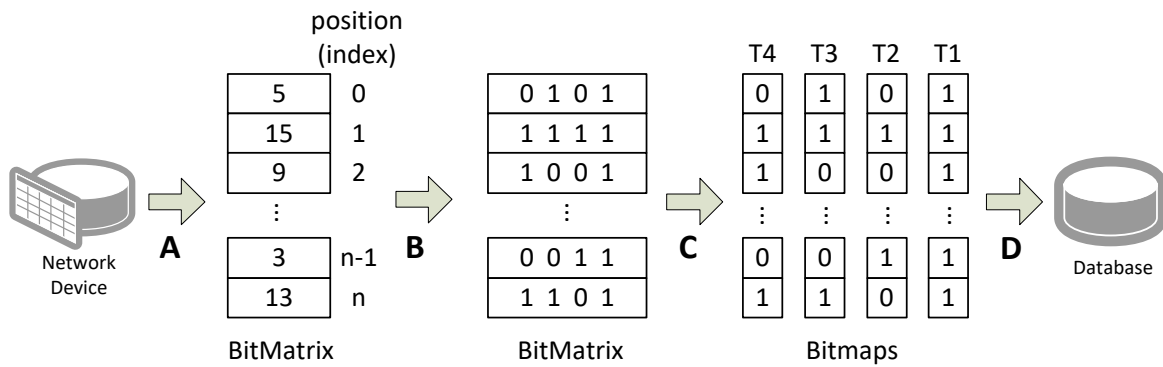 position
(index)
T4 T3 T2 T1
5 0 0 1 0 1 0 1 0 1
15 1 1 1 1 1 1 1 1 1
9 2 1 0 0 1 1 0 0 1
⋮ ⋮ ⋮ ⋮ ⋮ ⋮
A B C D
3 n-1 0 0 1 1 0 0 1 1
13 n 1 1 0 1 1 1 0 1
Network
Device
Database
BitMatrix BitMatrix Bitmaps